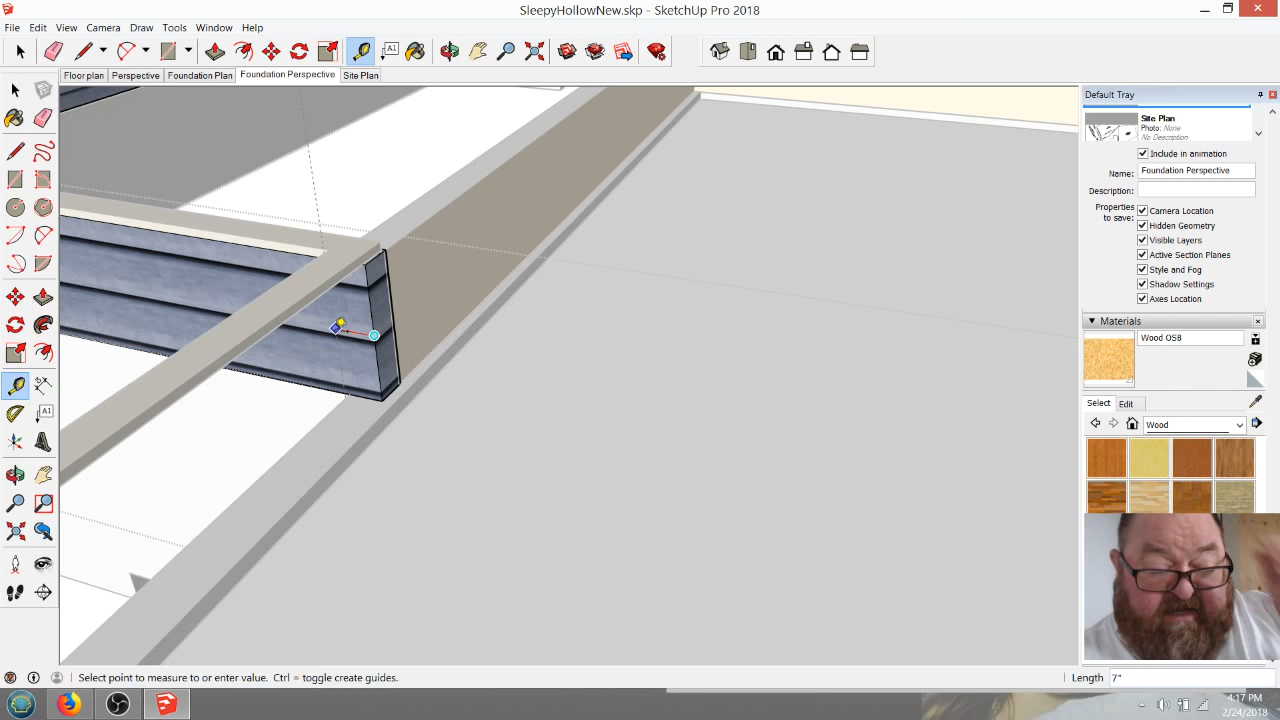 SleepyHollowNew.skp - SketchUp Pro 2018
File Edit View Camera Draw Tools Window Help
A1
Floor plan Perspective Foundation Plan Foundation Perspective Site Plan
Default Tray
Site Plan
Photo: None
No Description
Include in animation
Name: Foundation Perspective
Description:
Properties to save:
Camera Location
Hidden Geometry
Visible Layers
Active Section Planes
Style and Fog
Shadow Settings
Axes Location
Materials
Wood OSB
Select Edit
Wood
A1
Select point to measure to or enter value. Ctrl = toggle create guides.
Length 7"
4:17 PM
2/24/2018